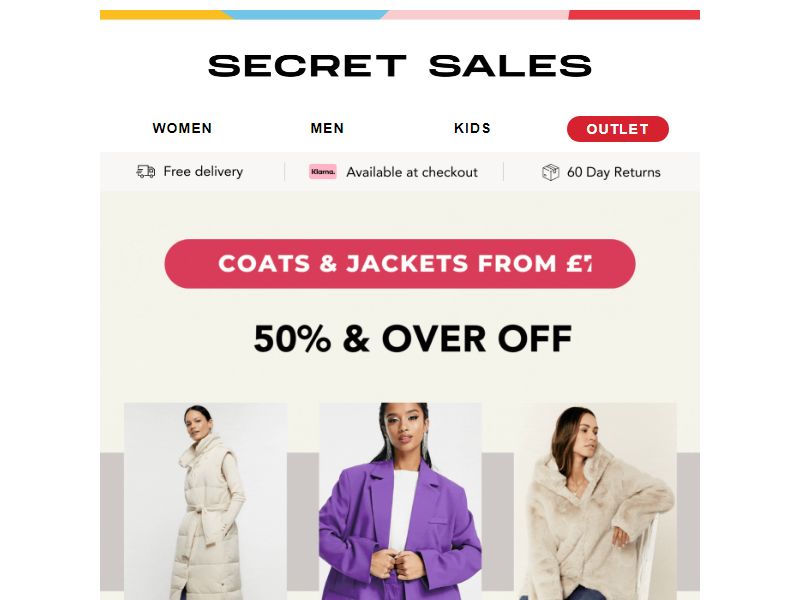 SECRET SALES
WOMEN MEN KIDS OUTLET
Free delivery Klarna. Available at checkout 60 Day Returns
COATS & JACKETS FROM
50% & OVER OFF